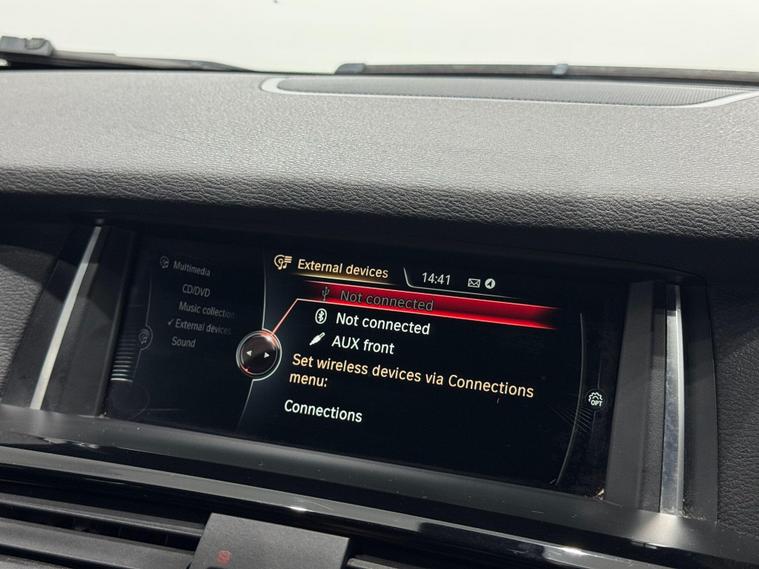 Multimedia
CD/DVD
Music collection
External devices
Sound
External devices
14:41
Not connected
Not connected
AUX front
Set wireless devices via Connections
menu:
Connections
OPT